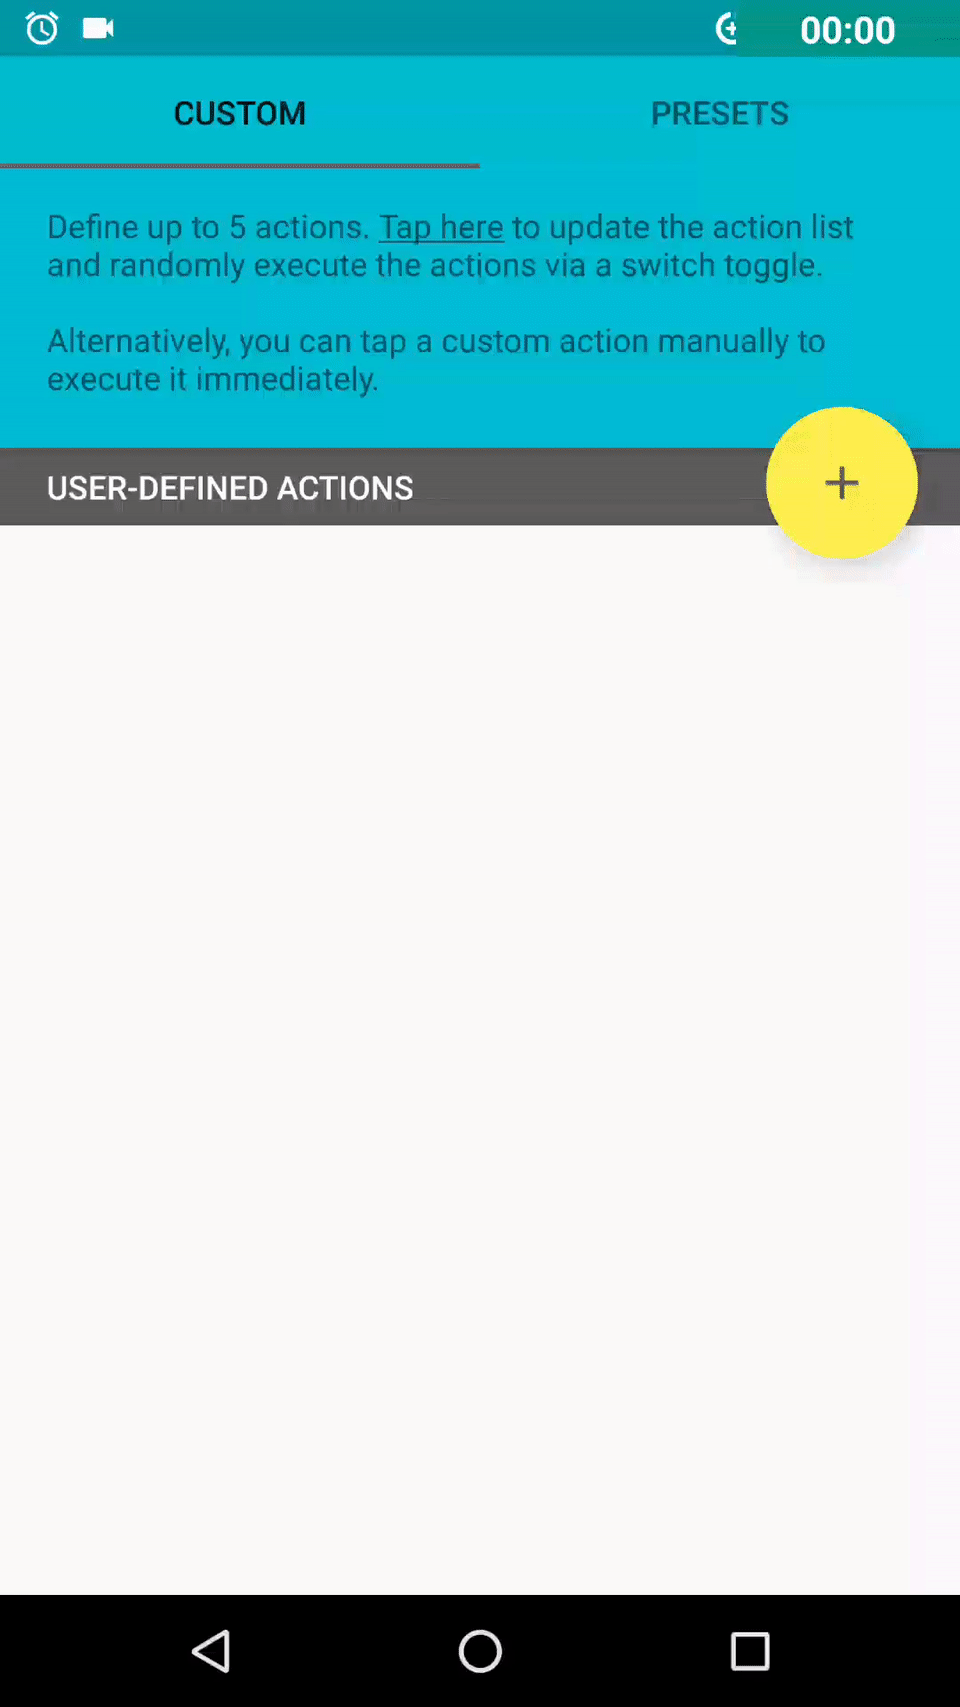 00:00
CUSTOM
PRESETS
Define up to 5 actions. Tap here to update the action list
and randomly execute the actions via a switch toggle.
Alternatively, you can tap a custom action manually to
execute it immediately.
USER-DEFINED ACTIONS